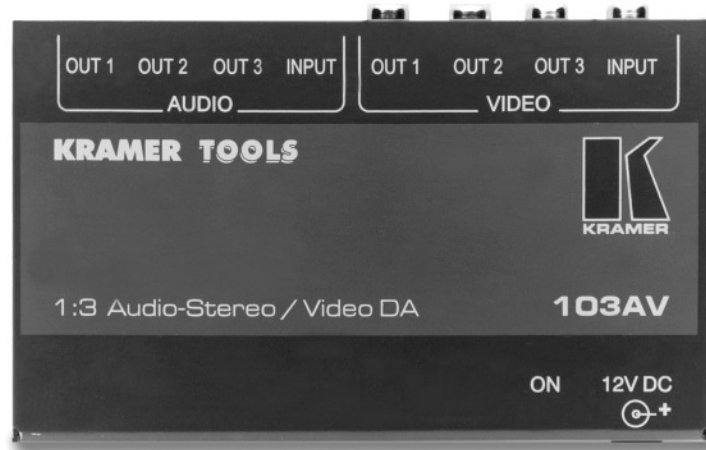 OUT 1 OUT 2 OUT 3 INPUT OUT 1 OUT 2 OUT 3 INPUT
AUDIO VIDEO
KRAMER TOOLS
KRAMER
1:3 Audio-Stereo / Video DA 103AV
ON 12V DC
+